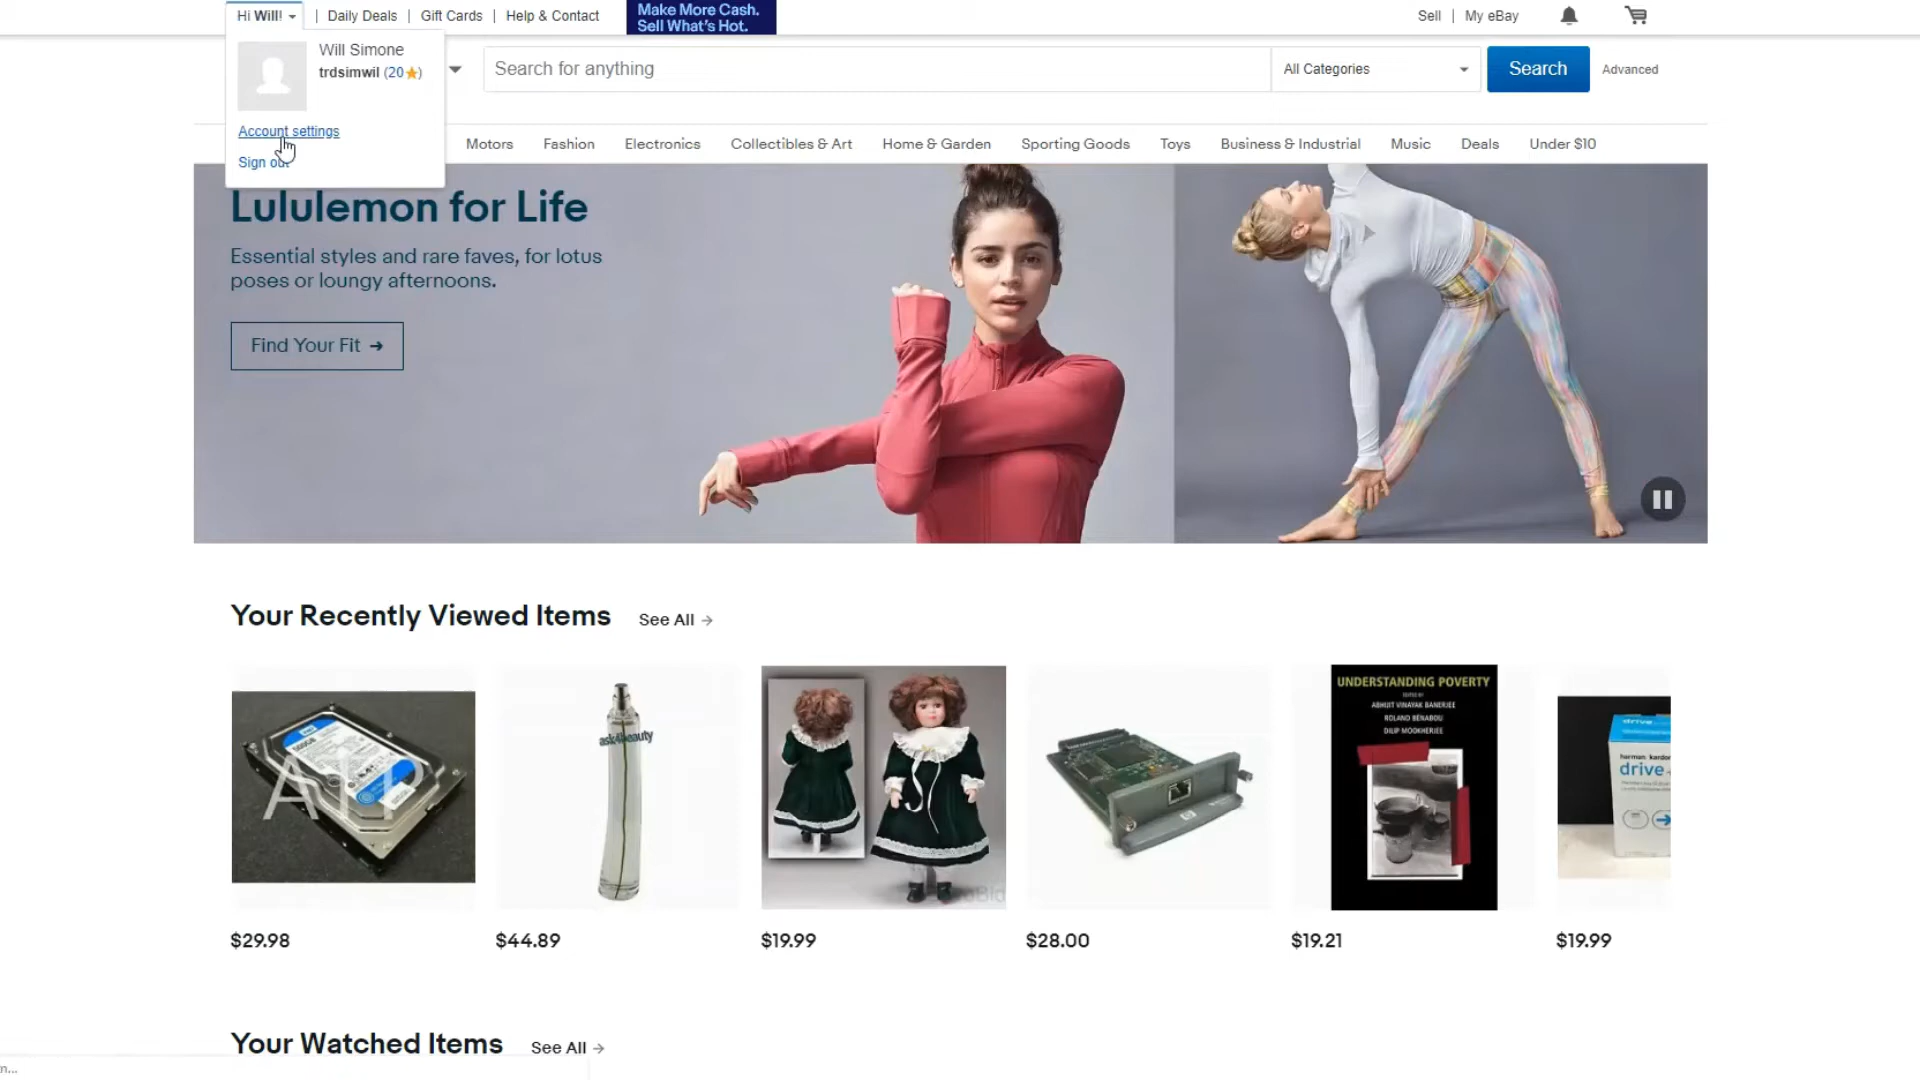 Hi Will!
Daily Deals
Gift Cards
Help & Contact
Make More Cash.
Sell What's Hot.
Sell
My eBay
Will Simone
trdsimwil (20)
Account settings
Sign out
Search for anything
All Categories
Search
Advanced
Motors
Fashion
Electronics
Collectibles & Art
Home & Garden
Sporting Goods
Toys
Business & Industrial
Music
Deals
Under $10
Lululemon for Life
Essential styles and rare faves, for lotus
poses or loungy afternoons.
Find Your Fit →
Your Recently Viewed Items
See All →
ask4beauty
UNDERSTANDING POVERTY
EDITED BY
ABHIJIT VINAYAK BANERJEE
ROLAND BÉNABOU
DILIP MOOKHERJEE
drive
harman kardon
drive
$29.98
$44.89
$19.99
$28.00
$19.21
$19.99
Your Watched Items
See All →